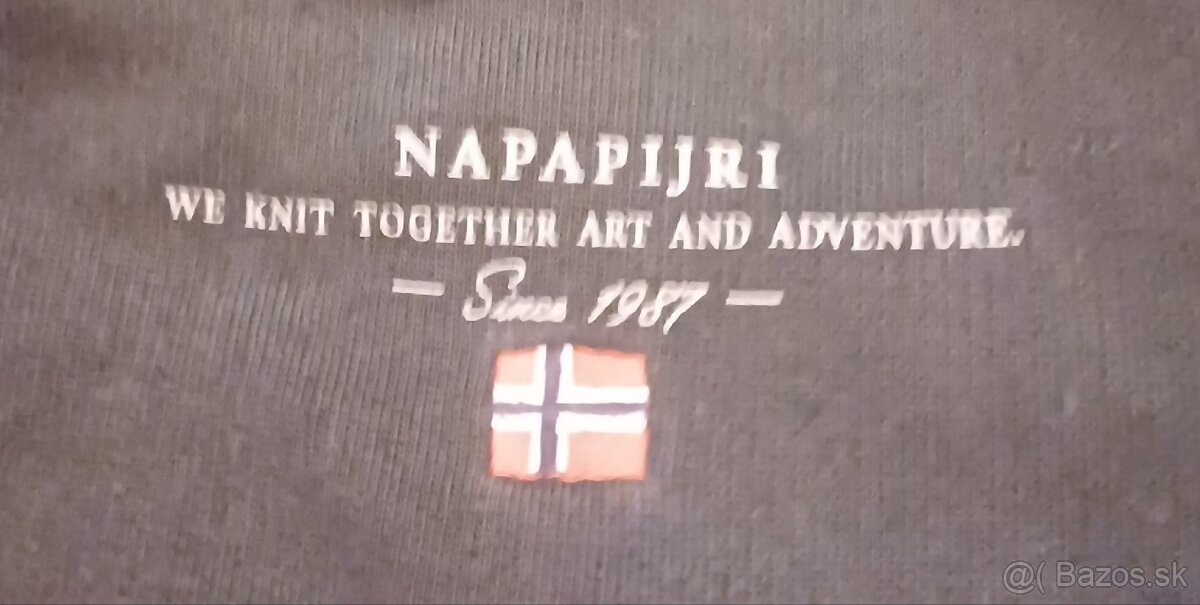 NAPAPIJRI
WE KNIT TOGETHER ART AND ADVENTURE.
— Since 1987 —
@( Bazos.sk